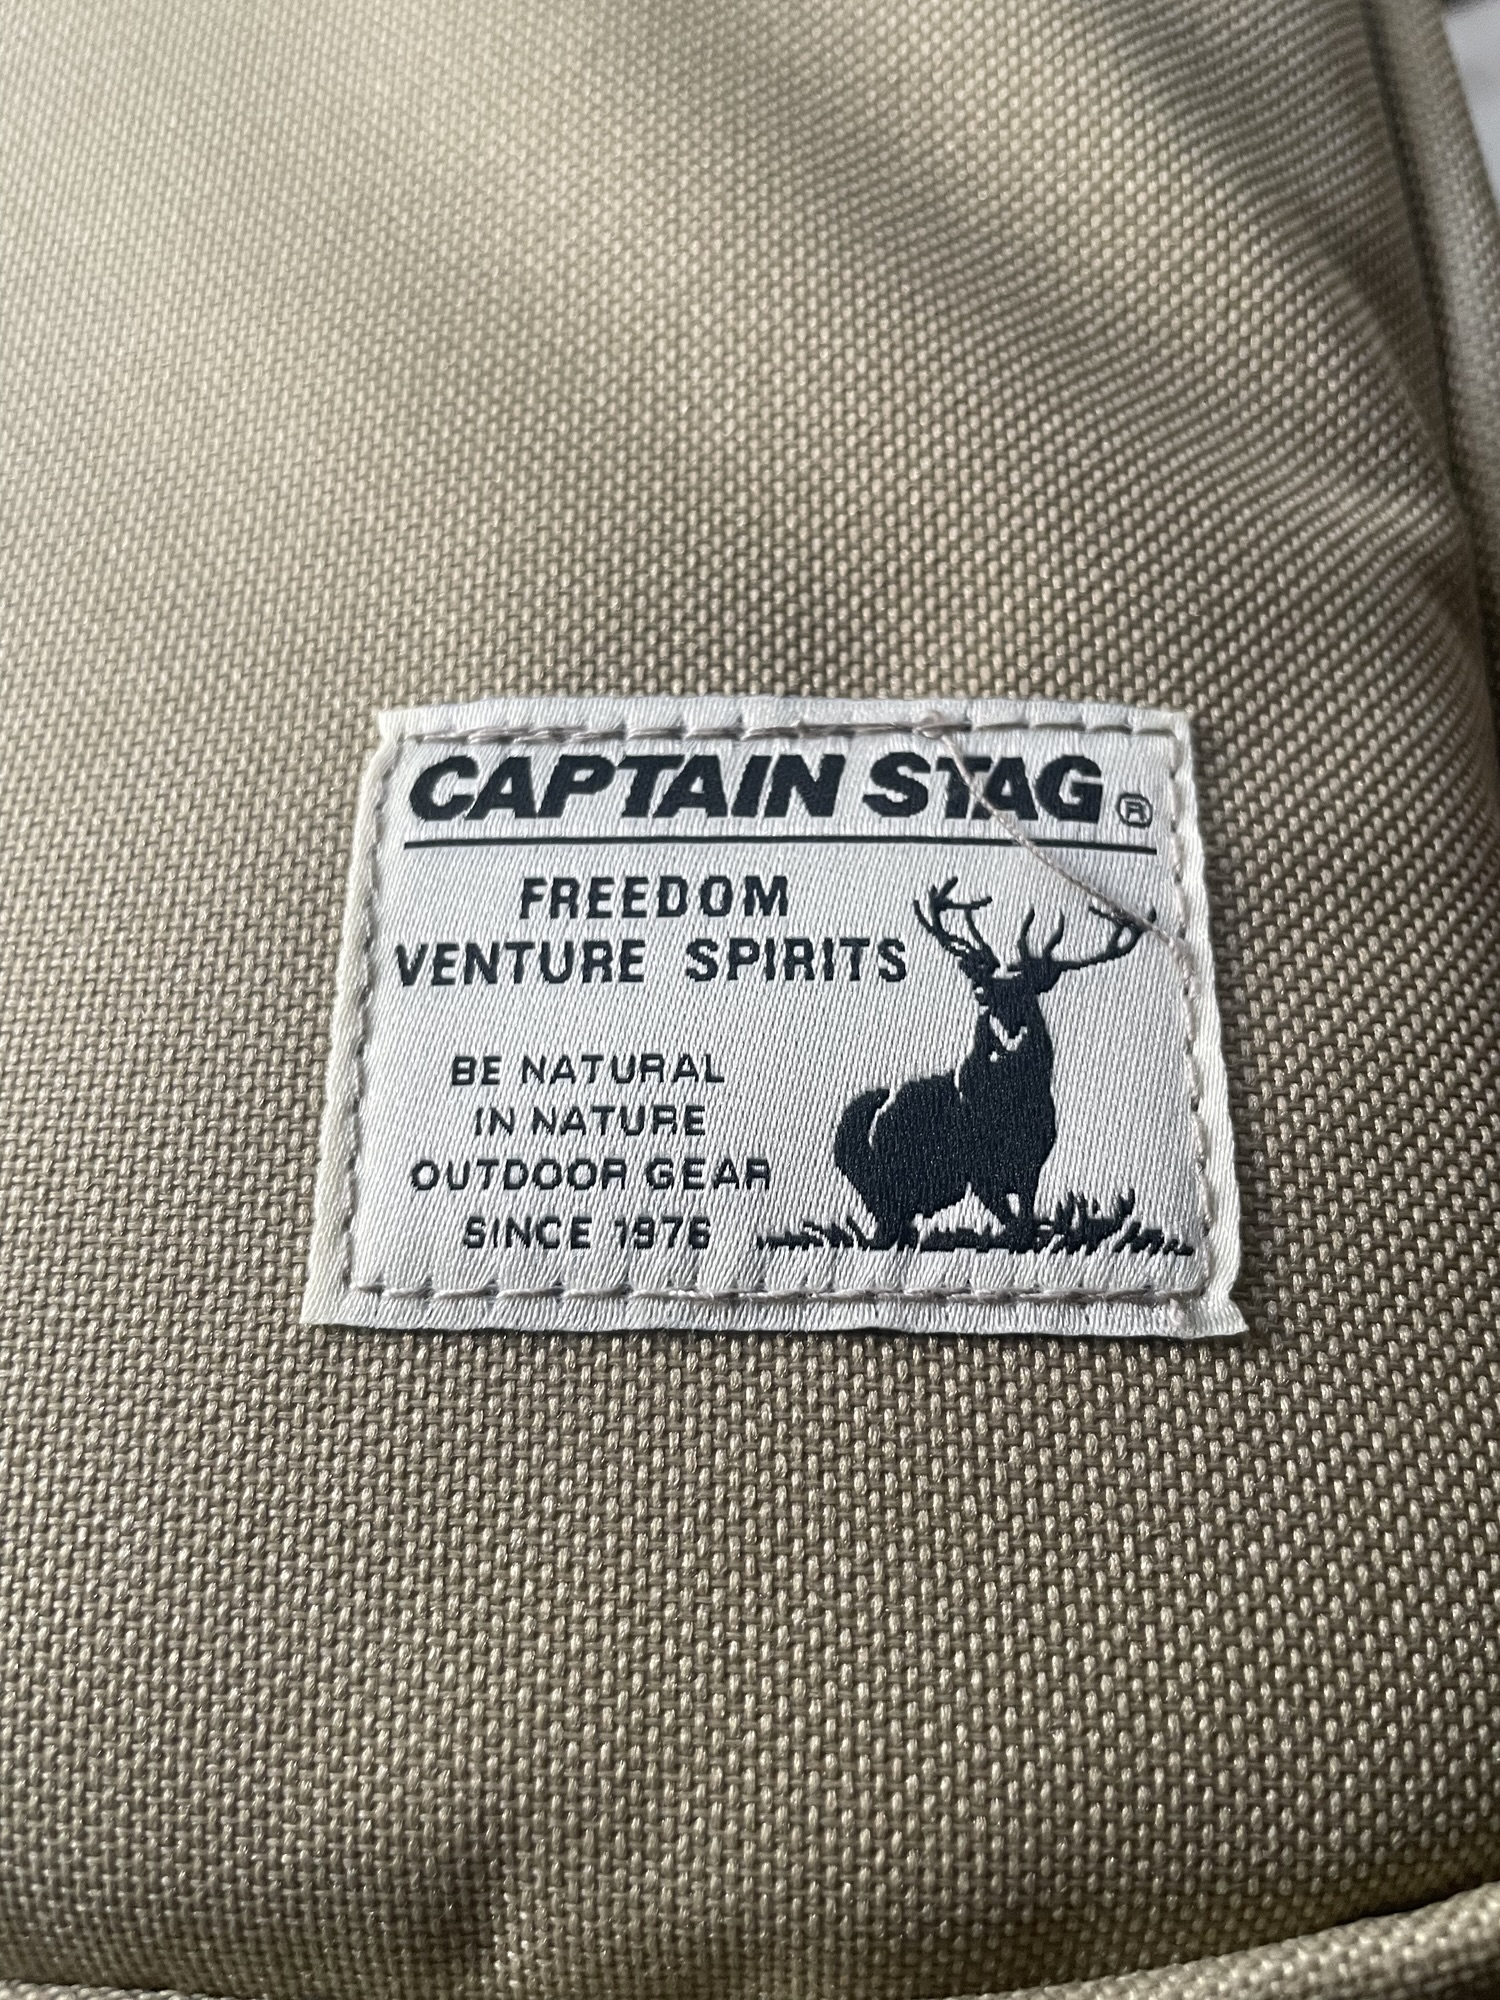 CAPTAIN STAG®
FREEDOM
VENTURE SPIRITS
BE NATURAL
IN NATURE
OUTDOOR GEAR
SINCE 1976